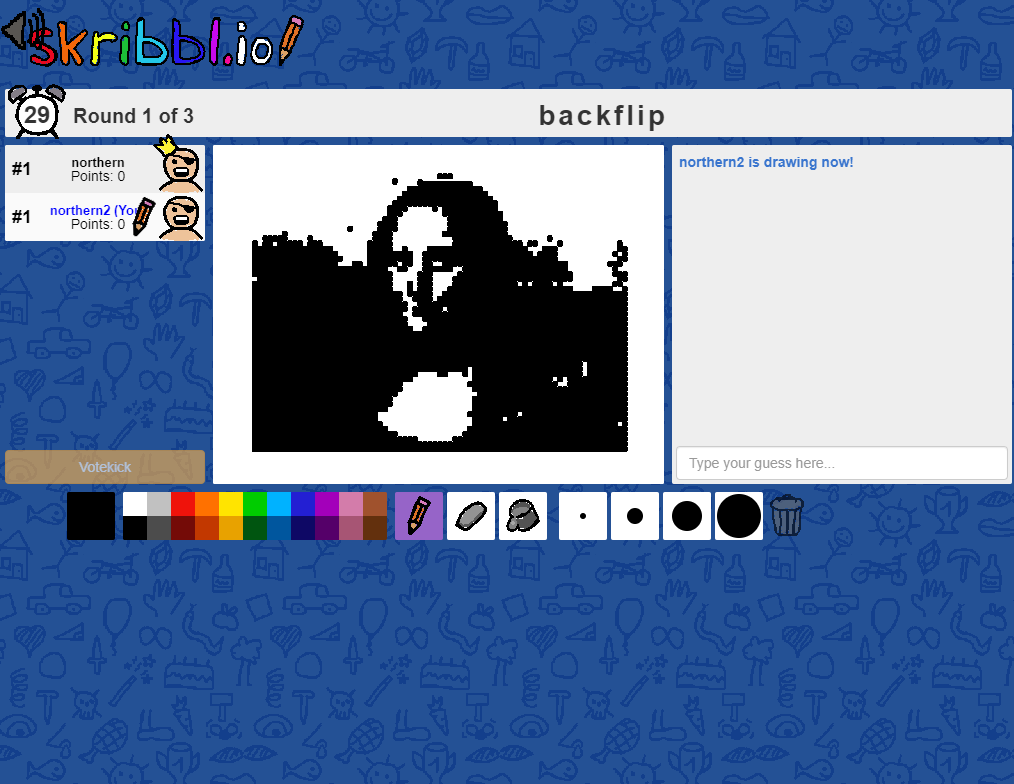 skribbl.io
29
Round 1 of 3
backflip
#1
northern
Points: 0
#1
northern2 (You)
Points: 0
northern2 is drawing now!
Votekick
Type your guess here...